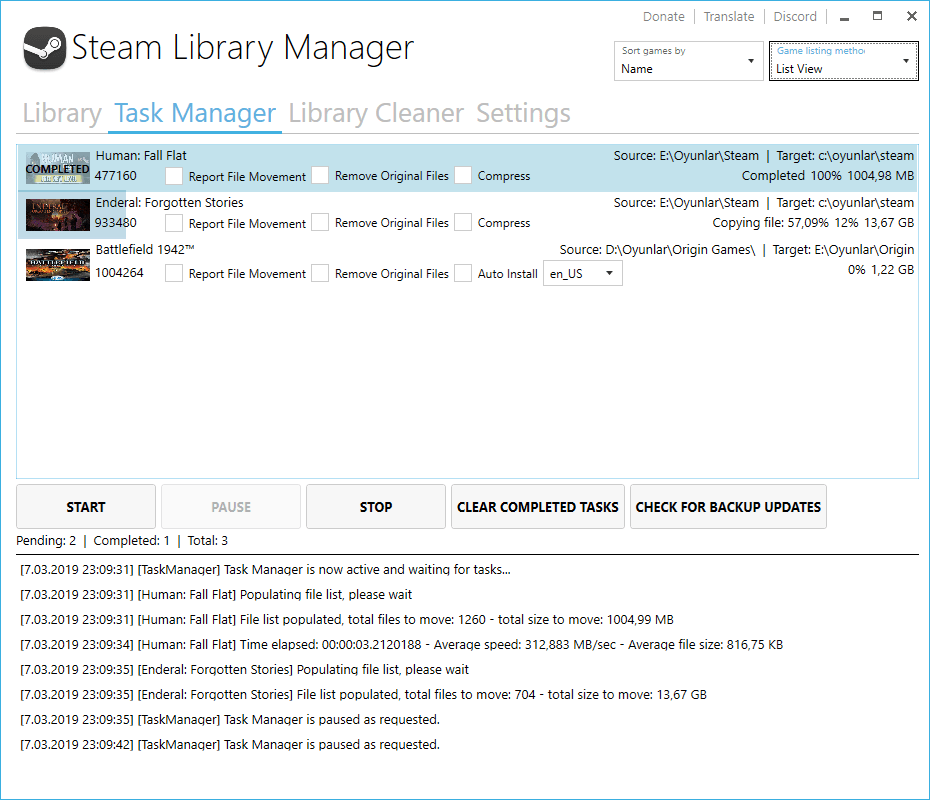 Donate | Translate | Discord
Steam Library Manager
Sort games by
Name
Game listing metho
List View
Library Task Manager Library Cleaner Settings
COMPLETED
Human: Fall Flat
Source: E:\Oyunlar\Steam | Target: c:\oyunlar\steam
477160 Report File Movement Remove Original Files Compress
Completed 100% 1004,98 MB
Enderal: Forgotten Stories
Source: E:\Oyunlar\Steam | Target: c:\oyunlar\steam
ENDERAL
933480 Report File Movement Remove Original Files Compress
Copying file: 57,09% 12% 13,67 GB
Battlefield 1942™
Source: D:\Oyunlar\Origin Games\ | Target: E:\Oyunlar\Origin
BATTLEFIELD
1004264 Report File Movement Remove Original Files Auto Install en_US
0% 1,22 GB
START PAUSE STOP CLEAR COMPLETED TASKS CHECK FOR BACKUP UPDATES
Pending: 2 | Completed: 1 | Total: 3
[7.03.2019 23:09:31] [TaskManager] Task Manager is now active and waiting for tasks...
[7.03.2019 23:09:31] [Human: Fall Flat] Populating file list, please wait
[7.03.2019 23:09:31] [Human: Fall Flat] File list populated, total files to move: 1260 - total size to move: 1004,99 MB
[7.03.2019 23:09:34] [Human: Fall Flat] Time elapsed: 00:00:03.2120188 - Average speed: 312,883 MB/sec - Average file size: 816,75 KB
[7.03.2019 23:09:35] [Enderal: Forgotten Stories] Populating file list, please wait
[7.03.2019 23:09:35] [Enderal: Forgotten Stories] File list populated, total files to move: 704 - total size to move: 13,67 GB
[7.03.2019 23:09:35] [TaskManager] Task Manager is paused as requested.
[7.03.2019 23:09:42] [TaskManager] Task Manager is paused as requested.